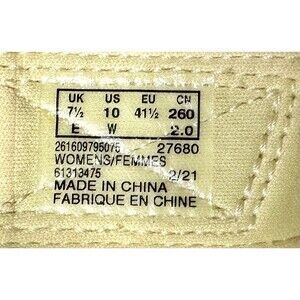 UK US EU CN
7½ 10 41½ 260
E W 2.0
261609795075 27680
WOMENS/FEMMES
61313475 2/21
MADE IN CHINA
FABRIQUE EN CHINE